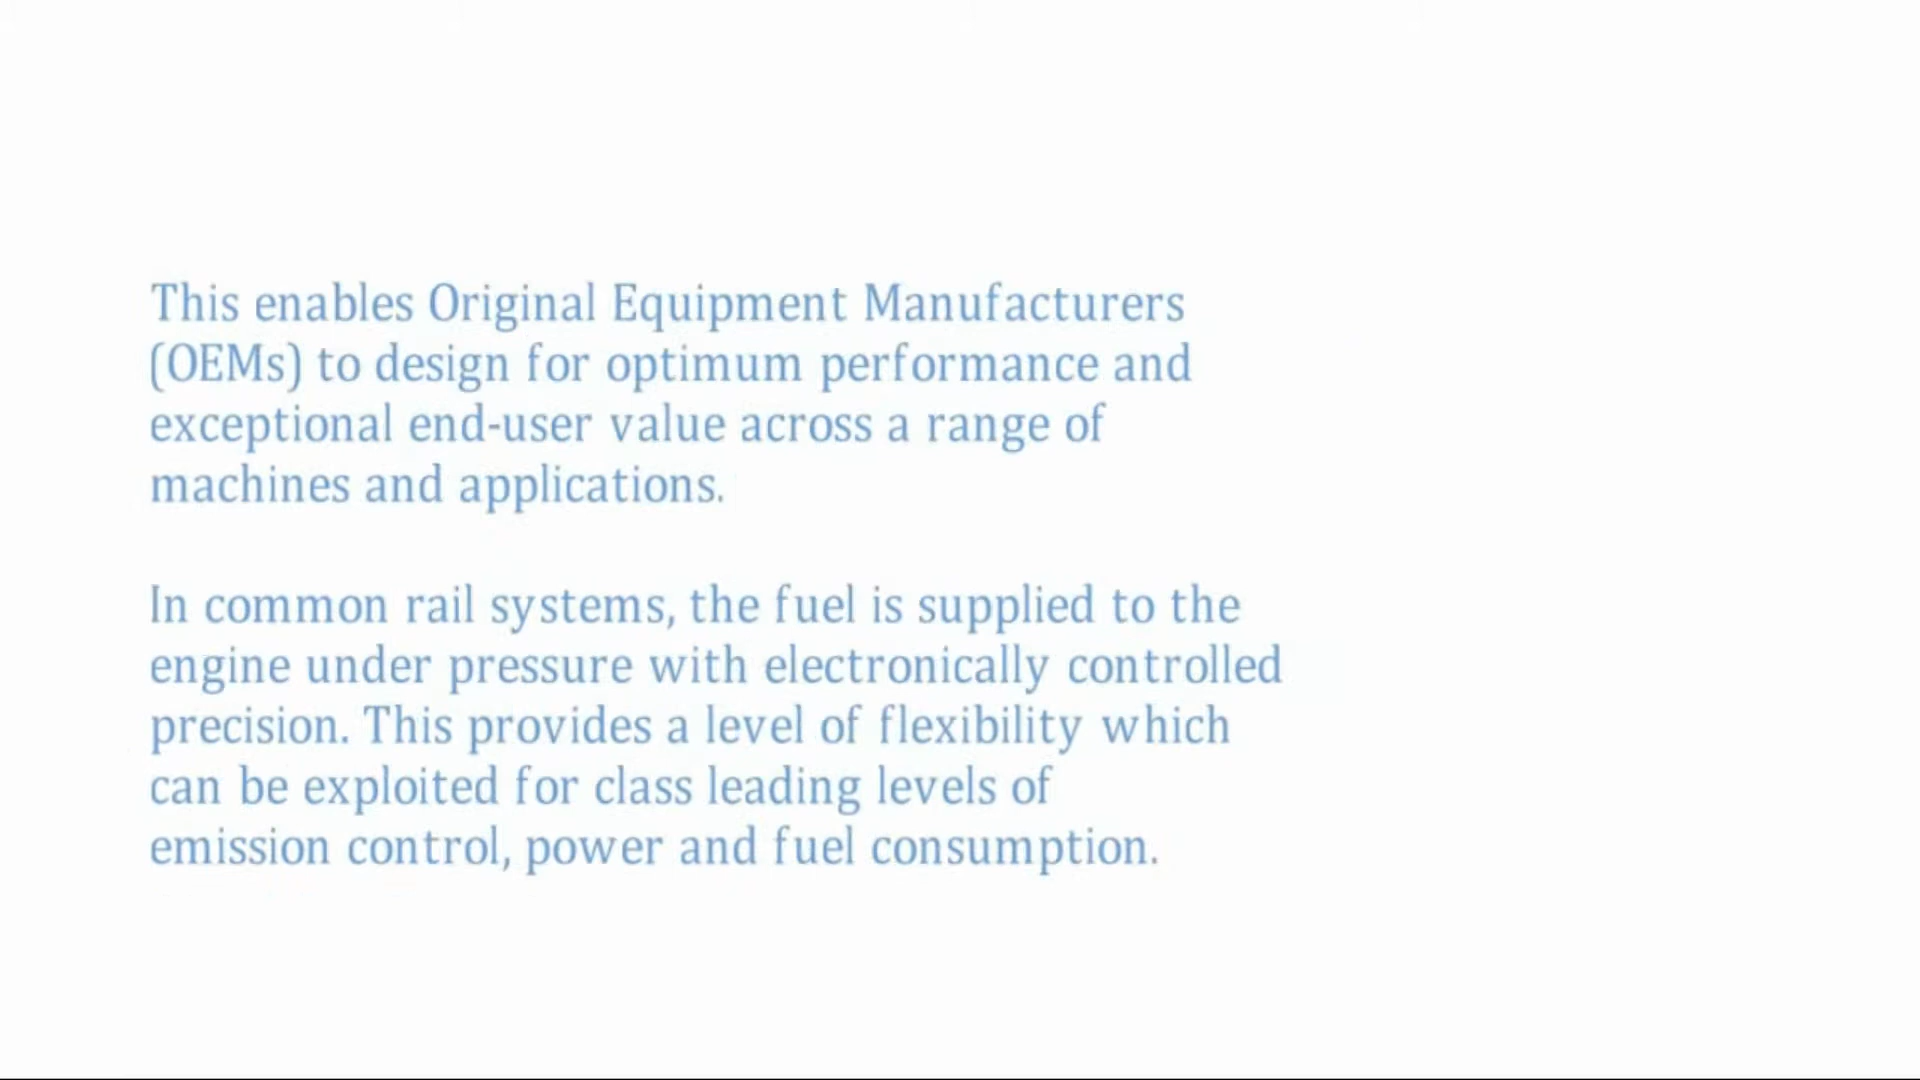 This enables Original Equipment Manufacturers
(OEMs) to design for optimum performance and
exceptional end-user value across a range of
machines and applications.
In common rail systems, the fuel is supplied to the
engine under pressure with electronically controlled
precision. This provides a level of flexibility which
can be exploited for class leading levels of
emission control, power and fuel consumption.